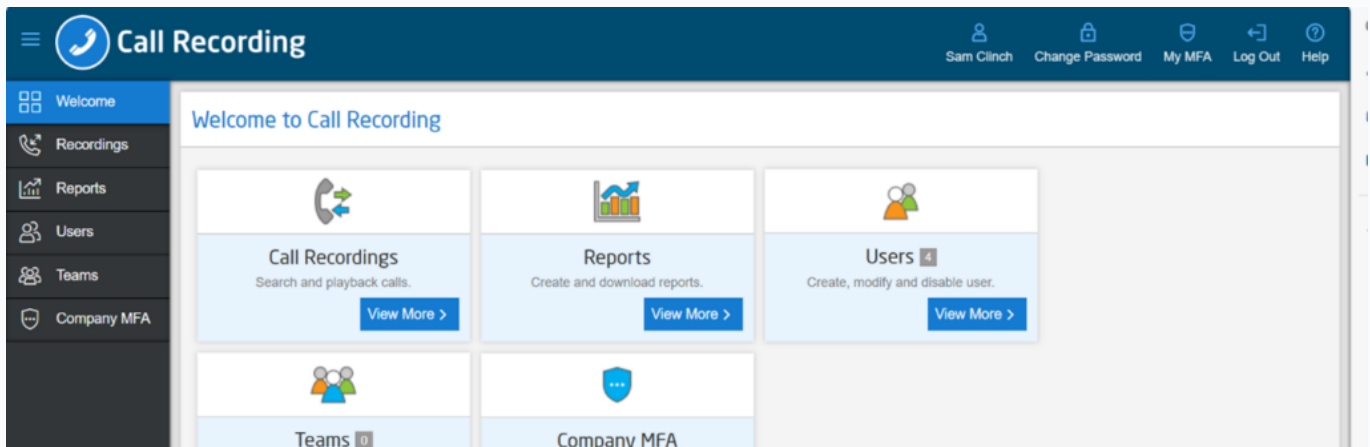 Call Recording
Sam Clinch
Change Password
My MFA
Log Out
Help
Welcome
Recordings
Reports
Users
Teams
Company MFA
Welcome to Call Recording
Call Recordings
Search and playback calls.
View More >
Reports
Create and download reports.
View More >
Users 4
Create, modify and disable user.
View More >
Teams 0
Company MFA